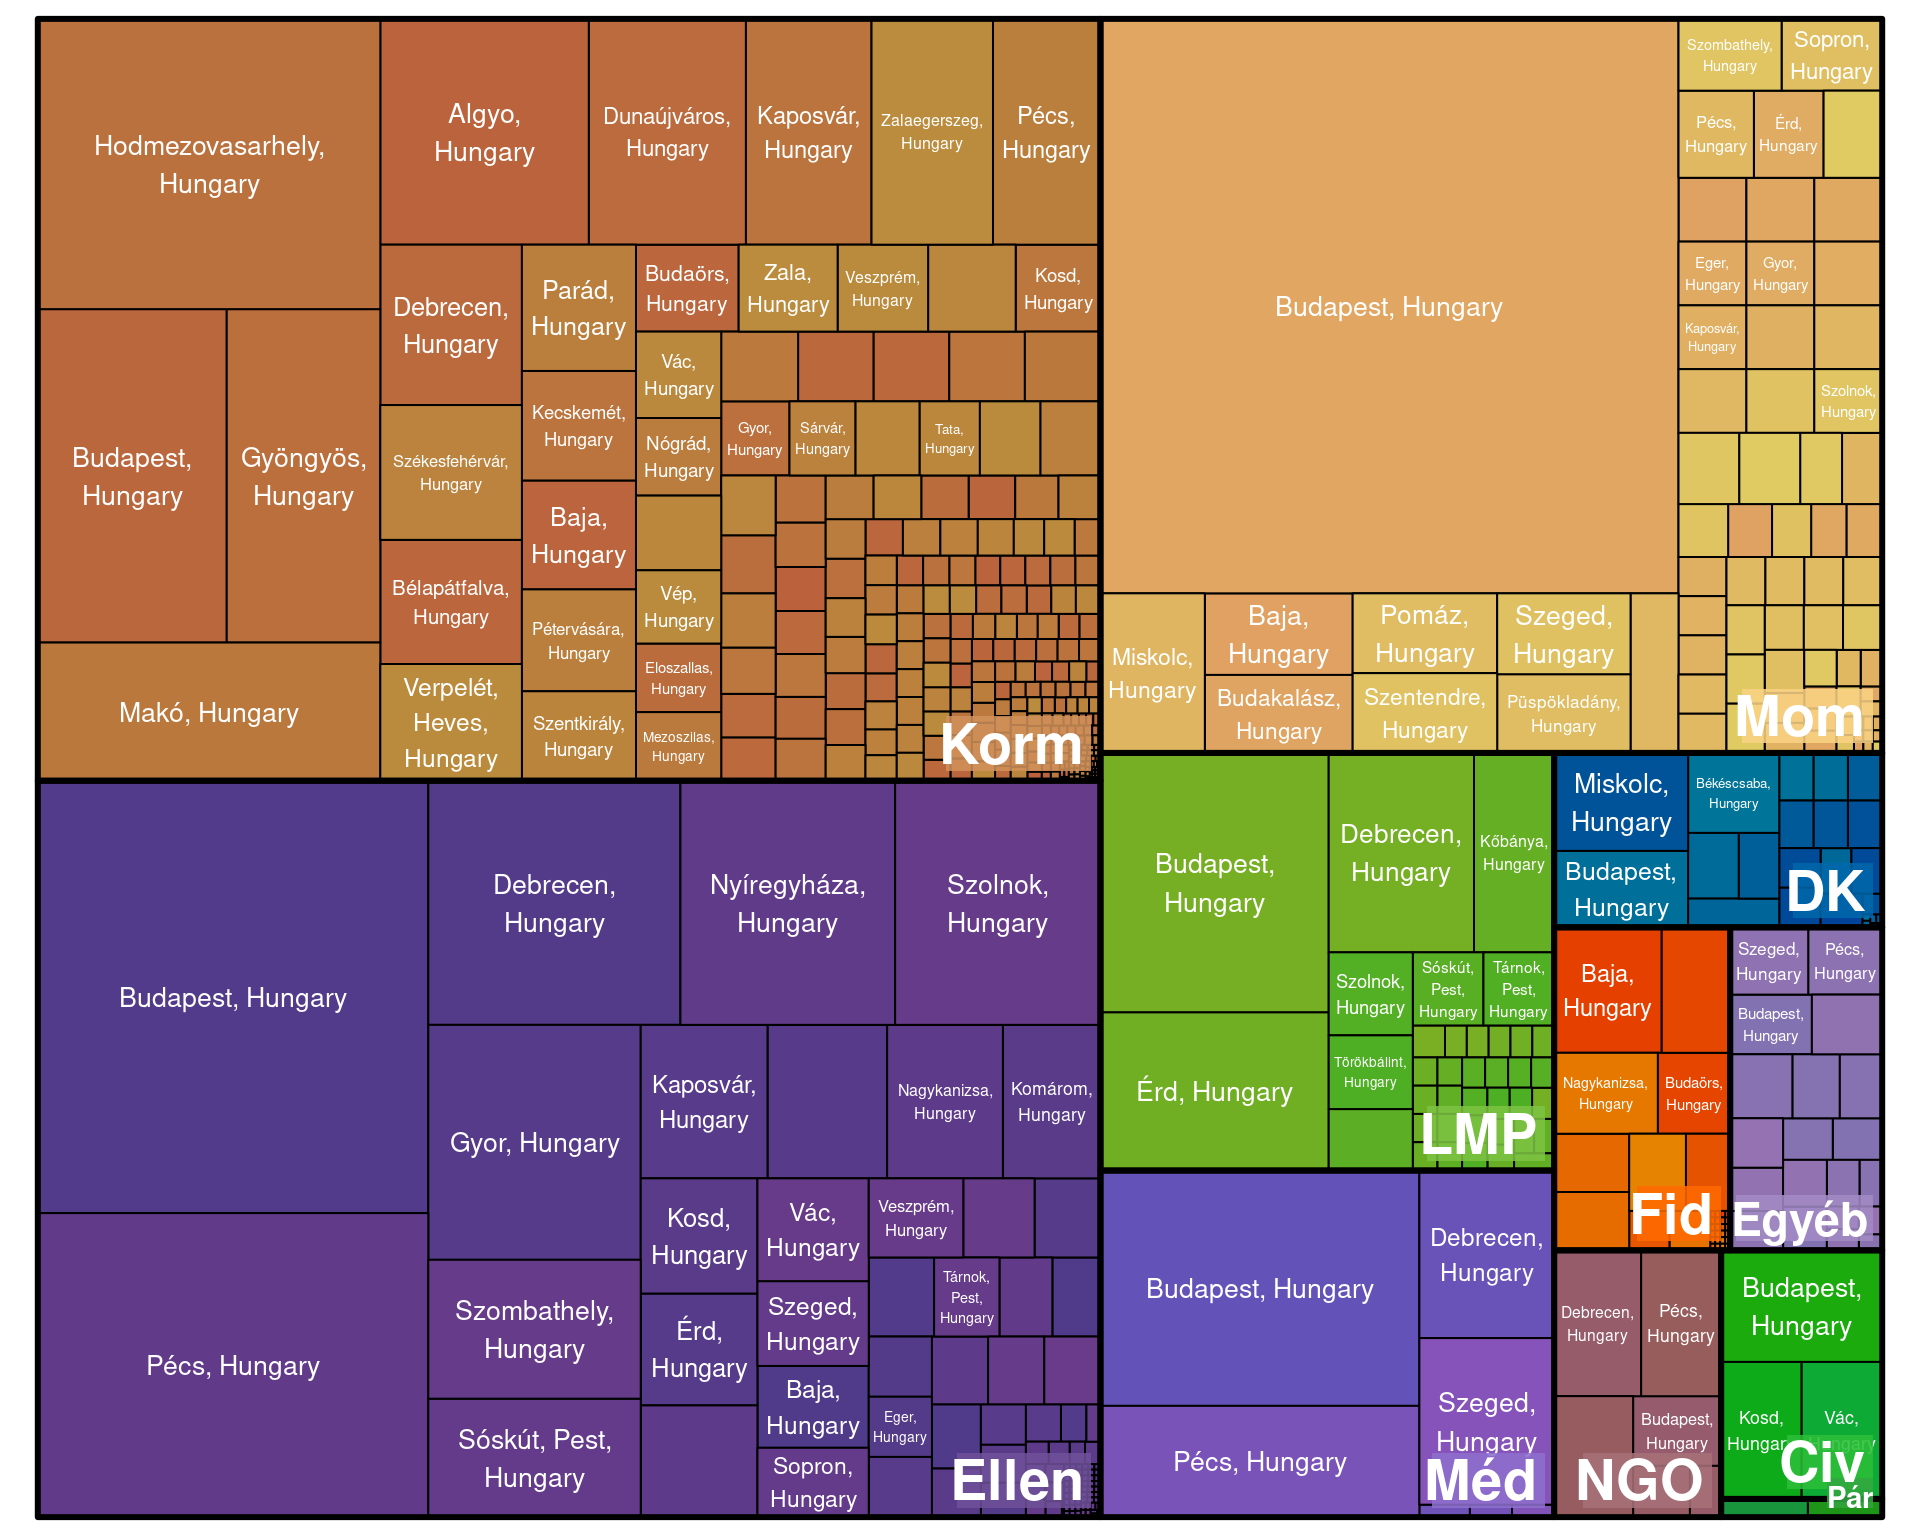 Hodmezovasarhely,
Hungary
Budapest,
Hungary
Gyöngyös,
Hungary
Makó, Hungary
Algyo,
Hungary
Dunaújváros,
Hungary
Kaposvár,
Hungary
Zalaegerszeg,
Hungary
Pécs,
Hungary
Debrecen,
Hungary
Székesfehérvár,
Hungary
Bélapátfalva,
Hungary
Verpelét,
Heves,
Hungary
Parád,
Hungary
Kecskemét,
Hungary
Baja,
Hungary
Pétervására,
Hungary
Szentkirály,
Hungary
Budaörs,
Hungary
Zala,
Hungary
Veszprém,
Hungary
Kosd,
Hungary
Vác,
Hungary
Nógrád,
Hungary
Vép,
Hungary
Eloszallas,
Hungary
Mezoszilas,
Hungary
Gyor,
Hungary
Sárvár,
Hungary
Tata,
Hungary
Korm
Budapest, Hungary
Miskolc,
Hungary
Baja,
Hungary
Budakalász,
Hungary
Pomáz,
Hungary
Szentendre,
Hungary
Szeged,
Hungary
Püspökladány,
Hungary
Szombathely,
Hungary
Sopron,
Hungary
Pécs,
Hungary
Érd,
Hungary
Eger,
Hungary
Gyor,
Hungary
Kaposvár,
Hungary
Szolnok,
Hungary
Mom
Budapest, Hungary
Pécs, Hungary
Debrecen,
Hungary
Nyíregyháza,
Hungary
Szolnok,
Hungary
Gyor, Hungary
Szombathely,
Hungary
Sóskút, Pest,
Hungary
Kaposvár,
Hungary
Nagykanizsa,
Hungary
Komárom,
Hungary
Kosd,
Hungary
Érd,
Hungary
Vác,
Hungary
Szeged,
Hungary
Baja,
Hungary
Sopron,
Hungary
Veszprém,
Hungary
Tárnok,
Pest,
Hungary
Eger,
Hungary
Ellen
Budapest,
Hungary
Érd, Hungary
Debrecen,
Hungary
Kőbánya,
Hungary
Szolnok,
Hungary
Sóskút,
Pest,
Hungary
Tárnok,
Pest,
Hungary
Törökbálint,
Hungary
LMP
Budapest, Hungary
Pécs, Hungary
Debrecen,
Hungary
Szeged,
Hungary
Méd
Miskolc,
Hungary
Budapest,
Hungary
Békéscsaba,
Hungary
DK
Baja,
Hungary
Nagykanizsa,
Hungary
Budaörs,
Hungary
Fid
Szeged,
Hungary
Pécs,
Hungary
Budapest,
Hungary
Egyéb
Debrecen,
Hungary
Pécs,
Hungary
Budapest,
Hungary
NGO
Budapest,
Hungary
Kosd,
Hungary
Vác,
Hungary
Civ
Pár